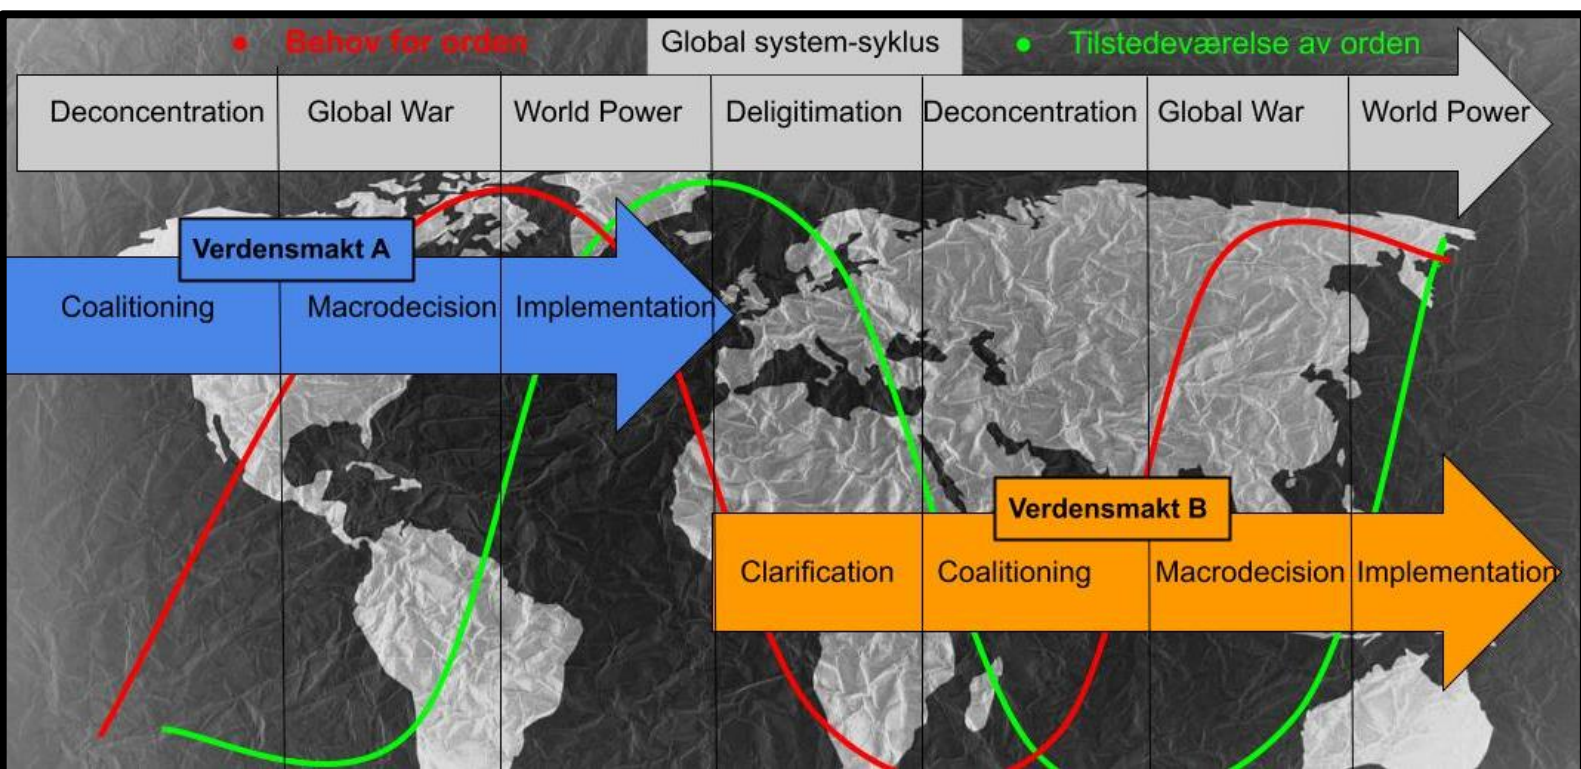 Behov for orden
Global system-syklus
Tilstedeværelse av orden
Deconcentration
Global War
World Power
Deligitimation
Deconcentration
Global War
World Power
Verdensmakt A
Coalitioning
Macrodecision
Implementation
Verdensmakt B
Clarification
Coalitioning
Macrodecision
Implementation